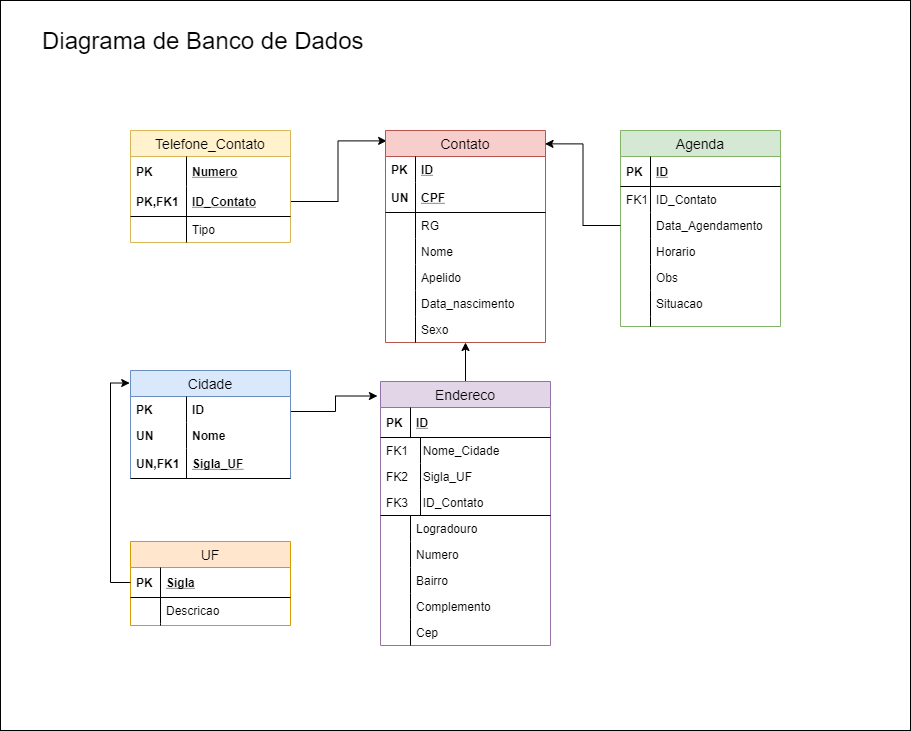 Diagrama de Banco de Dados
Telefone_Contato
PK Numero
PK,FK1 ID_Contato
Tipo
Contato
PK ID
UN CPF
RG
Nome
Apelido
Data_nascimento
Sexo
Agenda
PK ID
FK1 ID_Contato
Data_Agendamento
Horario
Obs
Situacao
Cidade
PK ID
UN Nome
UN,FK1 Sigla_UF
Endereco
PK ID
FK1 Nome_Cidade
FK2 Sigla_UF
FK3 ID_Contato
Logradouro
Numero
Bairro
Complemento
Cep
UF
PK Sigla
Descricao